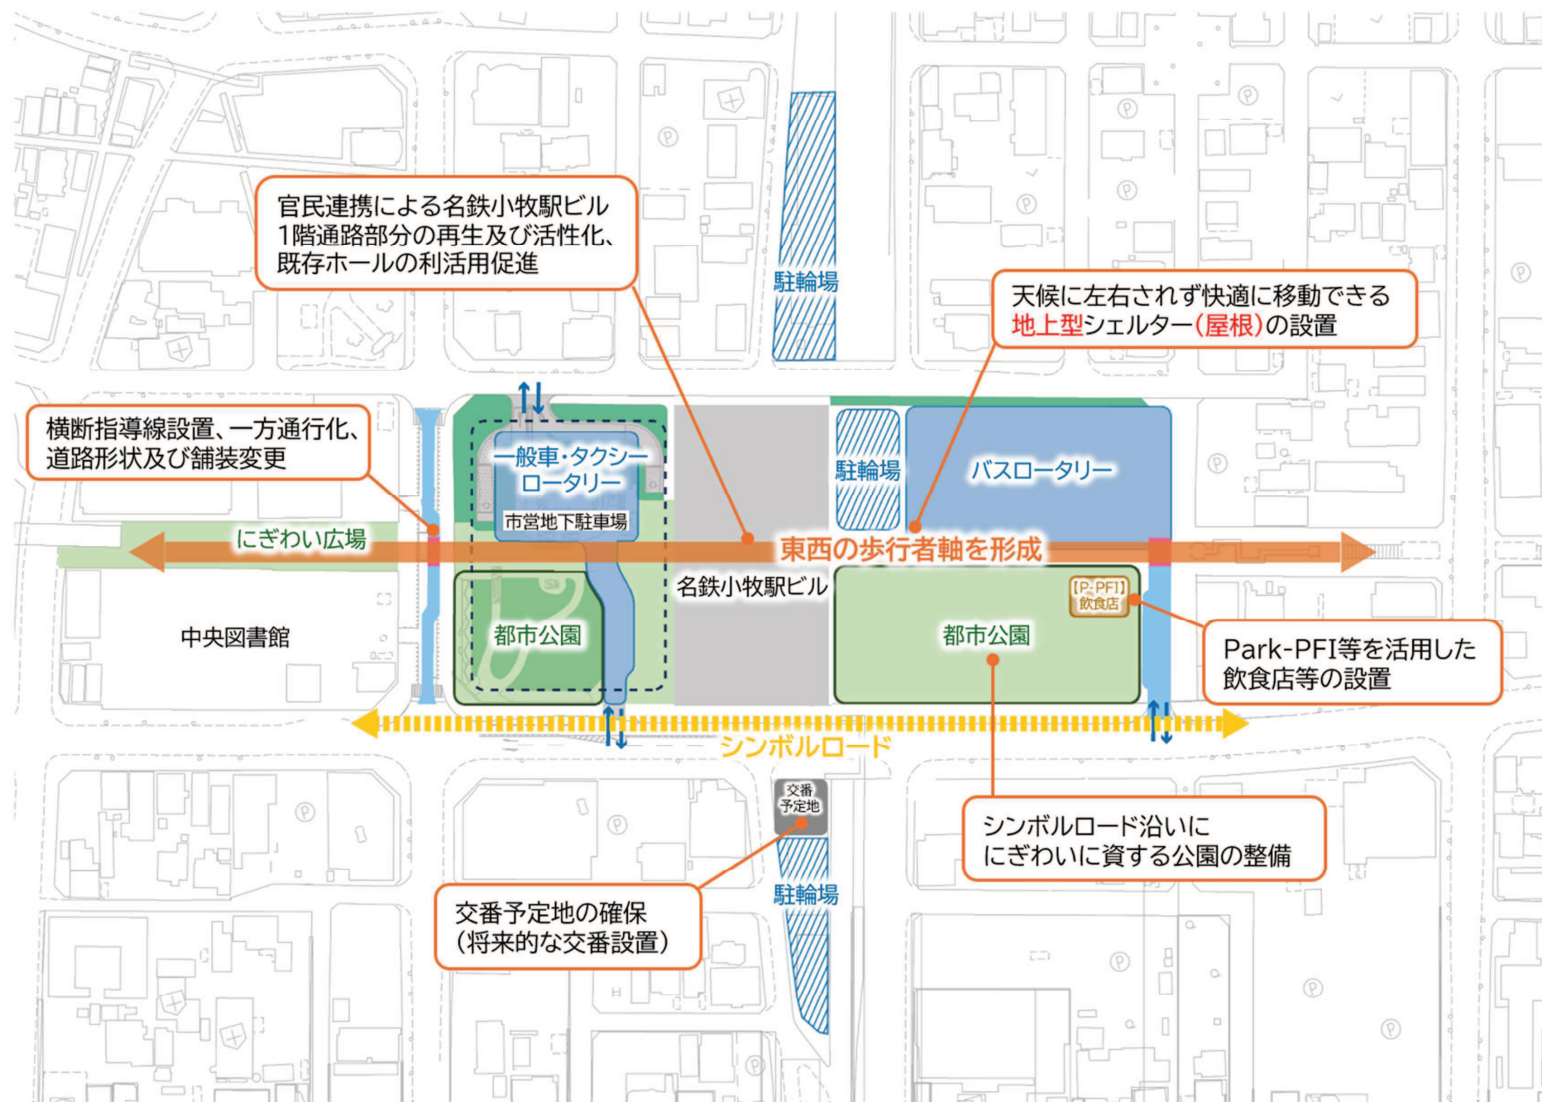 官民連携による名鉄小牧駅ビル
1階通路部分の再生及び活性化、
既存ホールの利活用促進
駐輪場
天候に左右されず快適に移動できる
地上型シェルター(屋根)の設置
横断指導線設置、一方通行化、
道路形状及び舗装変更
一般車・タクシー
ロータリー
市営地下駐車場
駐輪場
バスロータリー
にぎわい広場
東西の歩行者軸を形成
名鉄小牧駅ビル
【P-PFI】
飲食店
中央図書館
都市公園
都市公園
Park-PFI等を活用した
飲食店等の設置
シンボルロード
交番
予定地
シンボルロード沿いに
にぎわいに資する公園の整備
駐輪場
交番予定地の確保
(将来的な交番設置)
P
P
P
P
P
P
P
P
P
P
P
P
P
H